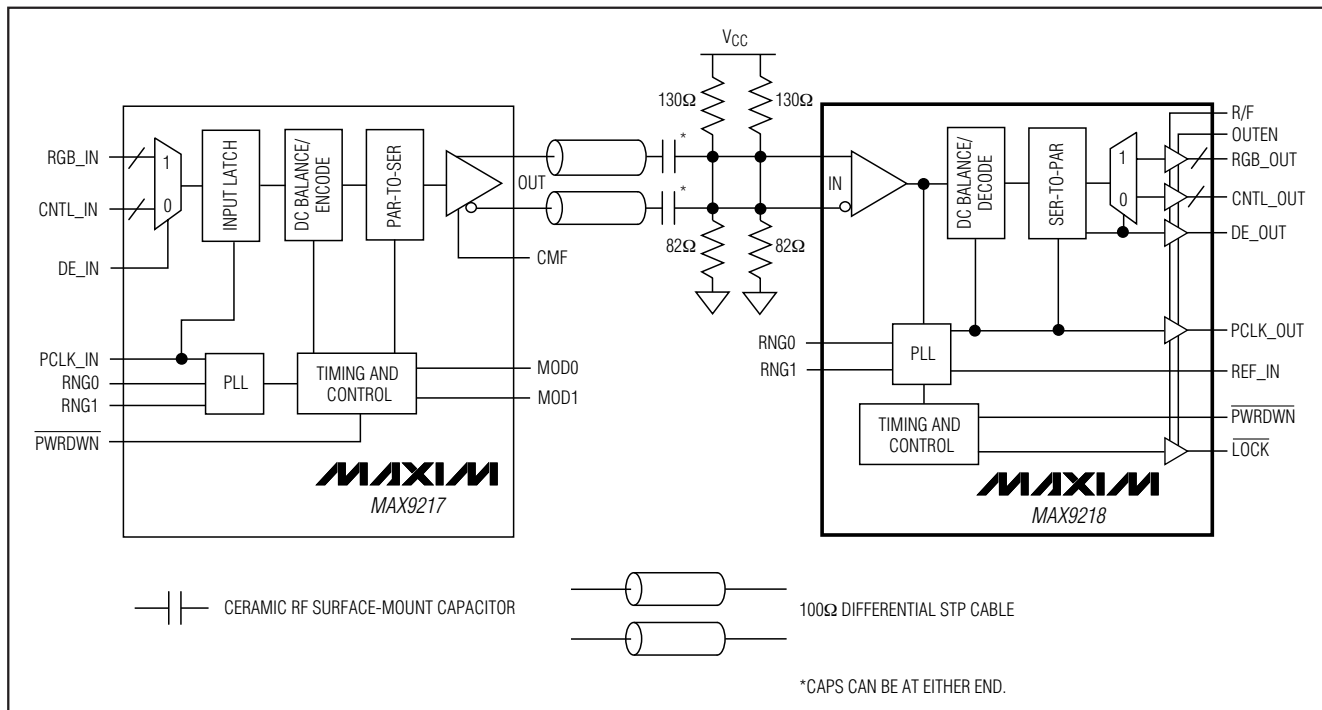 VCC
130Ω
130Ω
*
*
RGB_IN
CNTL_IN
DE_IN
1
0
INPUT LATCH
DC BALANCE/
ENCODE
PAR-TO-SER
OUT
CMF
82Ω
82Ω
PCLK_IN
RNG0
RNG1
PLL
TIMING AND
CONTROL
MOD0
MOD1
PWRDWN
MAXIM
MAX9217
IN
DC BALANCE/
DECODE
SER-TO-PAR
1
0
R/F
OUTEN
RGB_OUT
CNTL_OUT
DE_OUT
RNG0
RNG1
PLL
PCLK_OUT
REF_IN
TIMING AND
CONTROL
PWRDWN
LOCK
MAXIM
MAX9218
CERAMIC RF SURFACE-MOUNT CAPACITOR
100Ω DIFFERENTIAL STP CABLE
*CAPS CAN BE AT EITHER END.